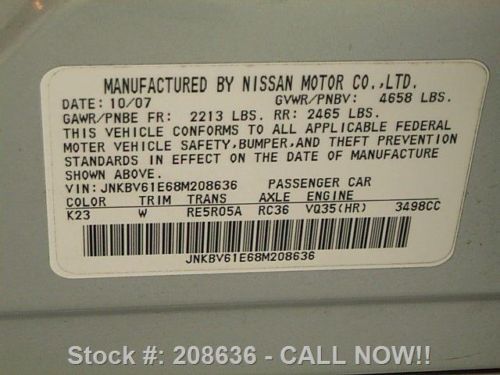 MANUFACTURED BY NISSAN MOTOR CO.,LTD.
DATE: 10/07 GVWR/PNBV: 4658 LBS.
GAWR/PNBE FR: 2213 LBS. RR: 2465 LBS.
THIS VEHICLE CONFORMS TO ALL APPLICABLE FEDERAL
MOTER VEHICLE SAFETY, BUMPER, AND THEFT PREVENTION
STANDARDS IN EFFECT ON THE DATE OF MANUFACTURE
SHOWN ABOVE.
VIN: JNKBV61E68M208636 PASSENGER CAR
COLOR TRIM TRANS AXLE ENGINE
K23 W RE5R05A RC36 VQ35(HR) 3498CC
JNKBV61E68M208636
Stock #: 208636 - CALL NOW!!